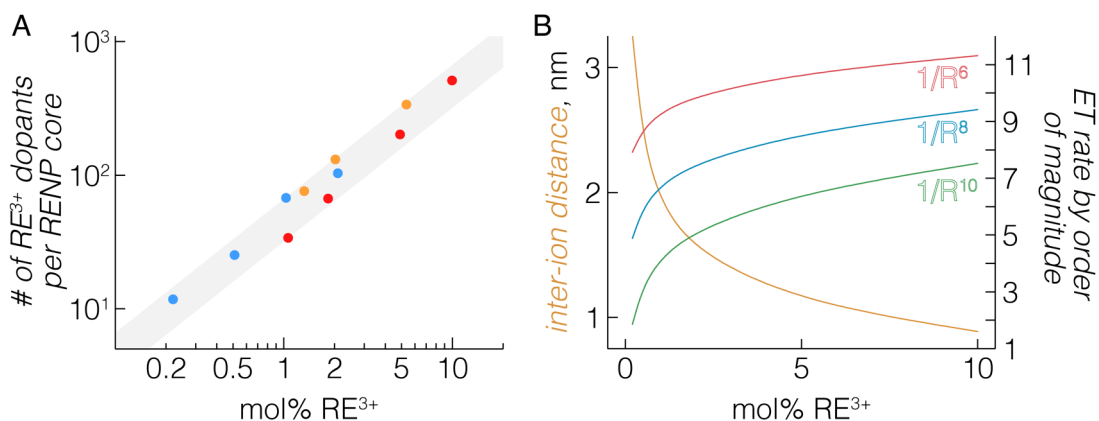 A
# of RE³⁺ dopants
per RENP core
10³
10²
10¹
0.2
0.5
1
2
5
10
mol% RE³⁺
B
inter-ion distance, nm
3
2
1
0
5
10
mol% RE³⁺
1/R⁶
1/R⁸
1/R¹⁰
11
9
7
5
3
1
ET rate by order
of magnitude